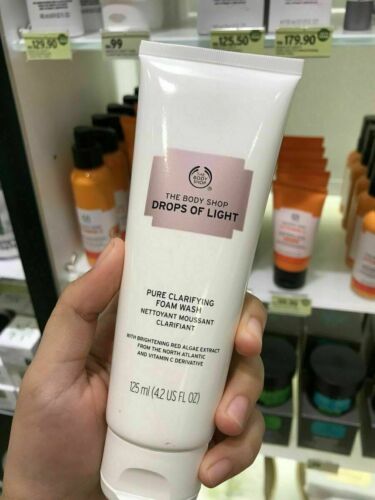 129.90
99
125.50
179.90
THE
BODY
SHOP
THE BODY SHOP
DROPS OF LIGHT
PURE CLARIFYING
FOAM WASH
NETTOYANT MOUSSANT
CLARIFIANT
WITH BRIGHTENING RED ALGAE EXTRACT
FROM THE NORTH ATLANTIC
AND VITAMIN C DERIVATIVE
125 ml (4.2 US FL OZ)